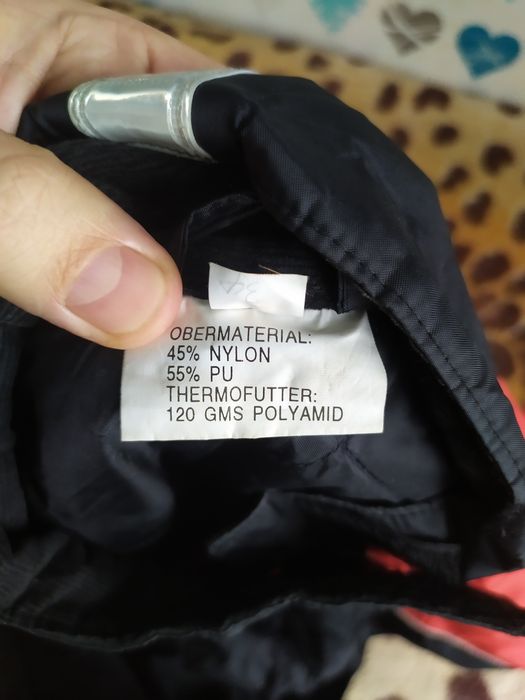 OBERMATERIAL:
45% NYLON
55% PU
THERMOFUTTER:
120 GMS POLYAMID